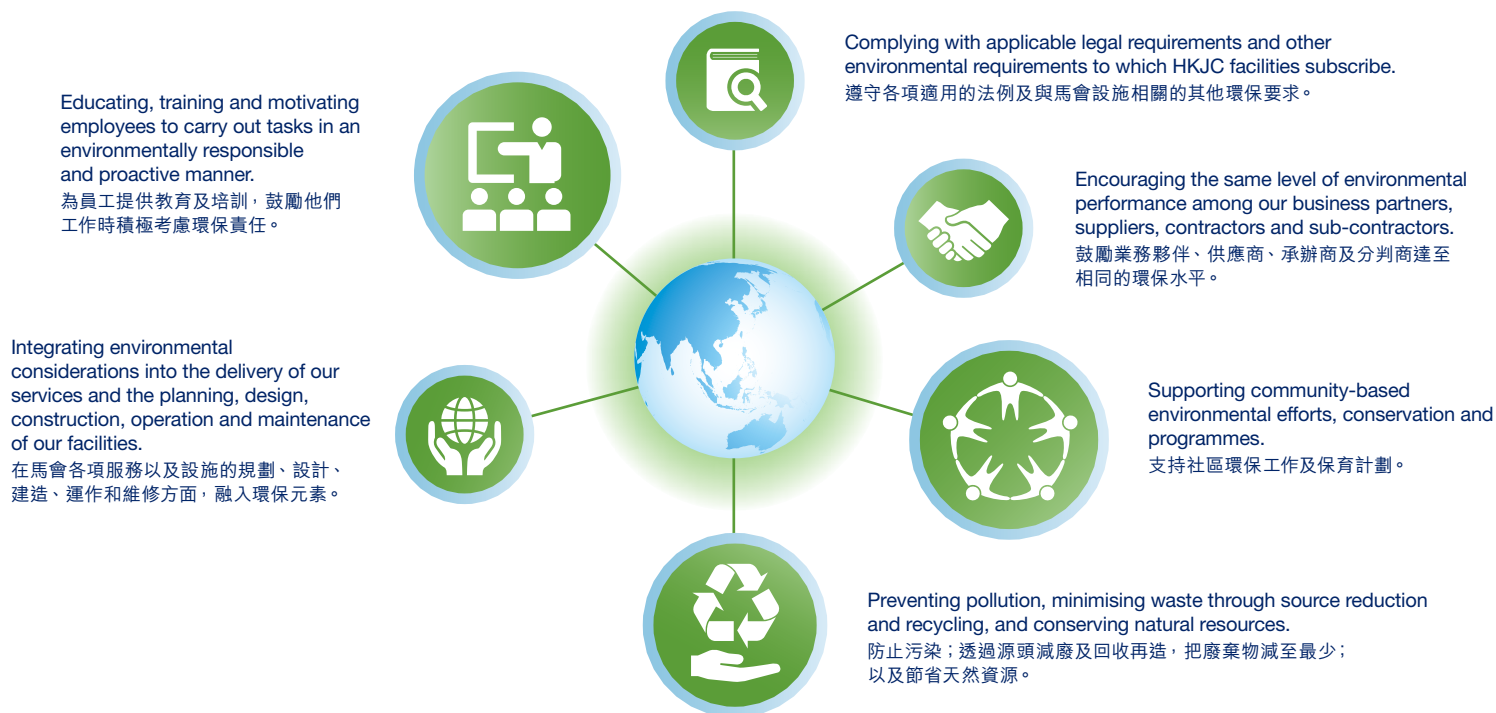 Complying with applicable legal requirements and other
environmental requirements to which HKJC facilities subscribe.
遵守各項適用的法例及與馬會設施相關的其他環保要求。
Educating, training and motivating
employees to carry out tasks in an
environmentally responsible
and proactive manner.
為員工提供教育及培訓，鼓勵他們
工作時積極考慮環保責任。
Encouraging the same level of environmental
performance among our business partners,
suppliers, contractors and sub-contractors.
鼓勵業務夥伴、供應商、承辦商及分判商達至
相同的環保水平。
Integrating environmental
considerations into the delivery of our
services and the planning, design,
construction, operation and maintenance
of our facilities.
在馬會各項服務以及設施的規劃、設計、
建造、運作和維修方面，融入環保元素。
Supporting community-based
environmental efforts, conservation and
programmes.
支持社區環保工作及保育計劃。
Preventing pollution, minimising waste through source reduction
and recycling, and conserving natural resources.
防止污染；透過源頭減廢及回收再造，把廢棄物減至最少；
以及節省天然資源。